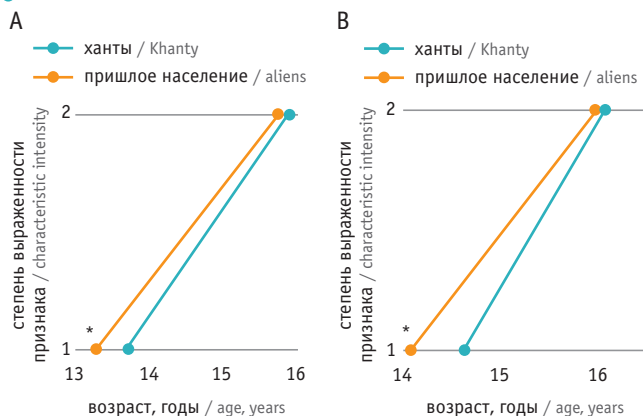 A
ханты / Khanty
пришлое население / aliens
степень выраженности
признака / characteristic intensity
2
*
1
13 14 15 16
возраст, годы / age, years
B
ханты / Khanty
пришлое население / aliens
степень выраженности
признака / characteristic intensity
2
*
1
14 15 16
возраст, годы / age, years